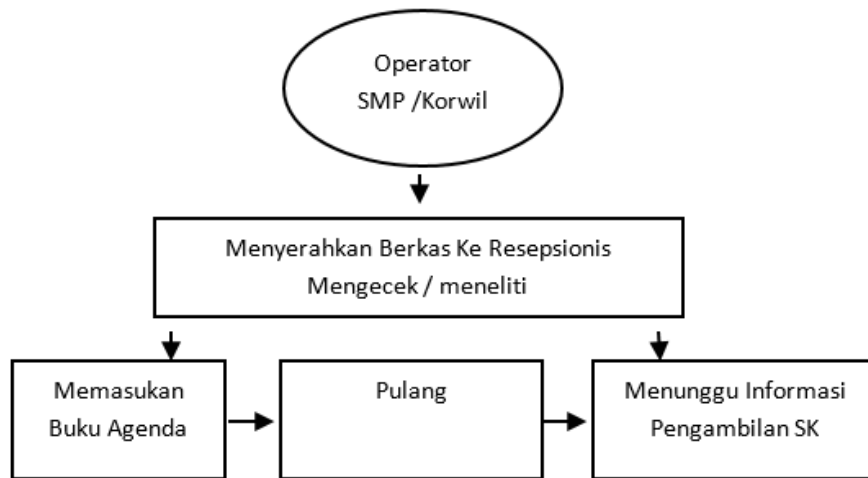 Operator
SMP /Korwil
Menyerahkan Berkas Ke Resepsionis
Mengecek / meneliti
Memasukan
Buku Agenda
Pulang
Menunggu Informasi
Pengambilan SK